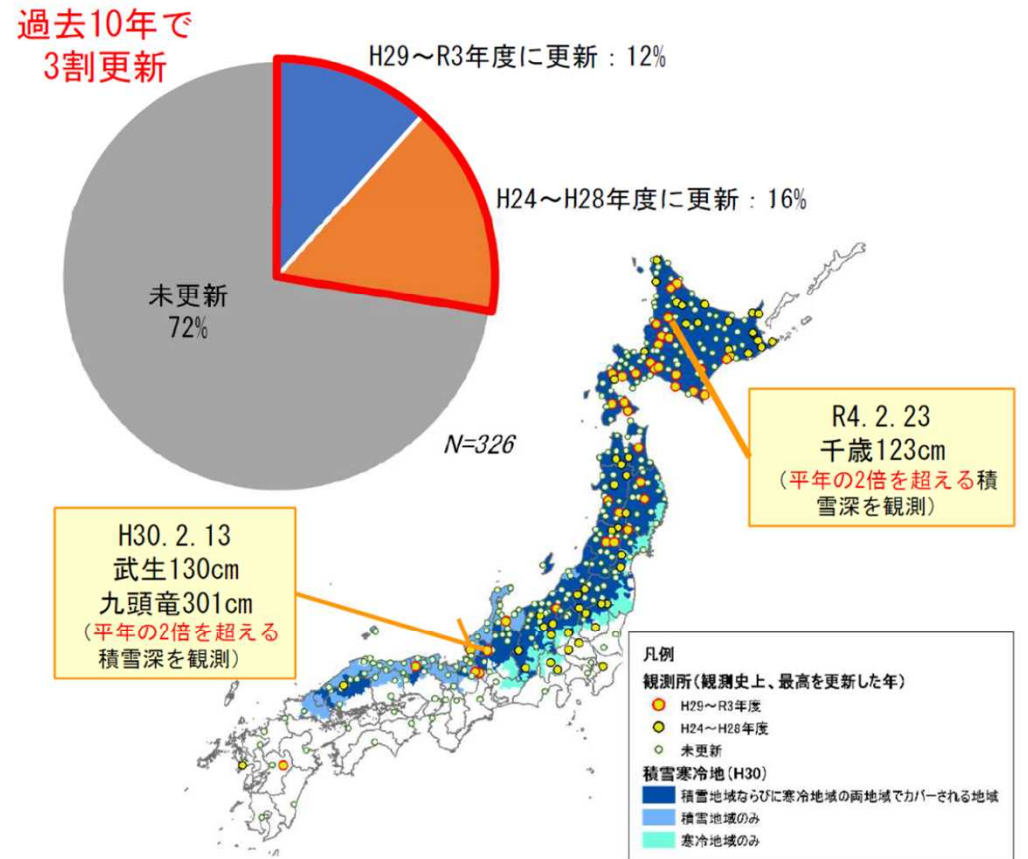 過去10年で
3割更新
H29～R3年度に更新：12%
H24～H28年度に更新：16%
未更新
72%
N=326
R4.2.23
千歳123cm
（平年の2倍を超える積
雪深を観測）
H30.2.13
武生130cm
九頭竜301cm
（平年の2倍を超える
積雪深を観測）
凡例
観測所（観測史上、最高を更新した年）
H29～R3年度
H24～H28年度
未更新
積雪寒冷地（H30）
積雪地域ならびに寒冷地域の両地域でカバーされる地域
積雪地域のみ
寒冷地域のみ